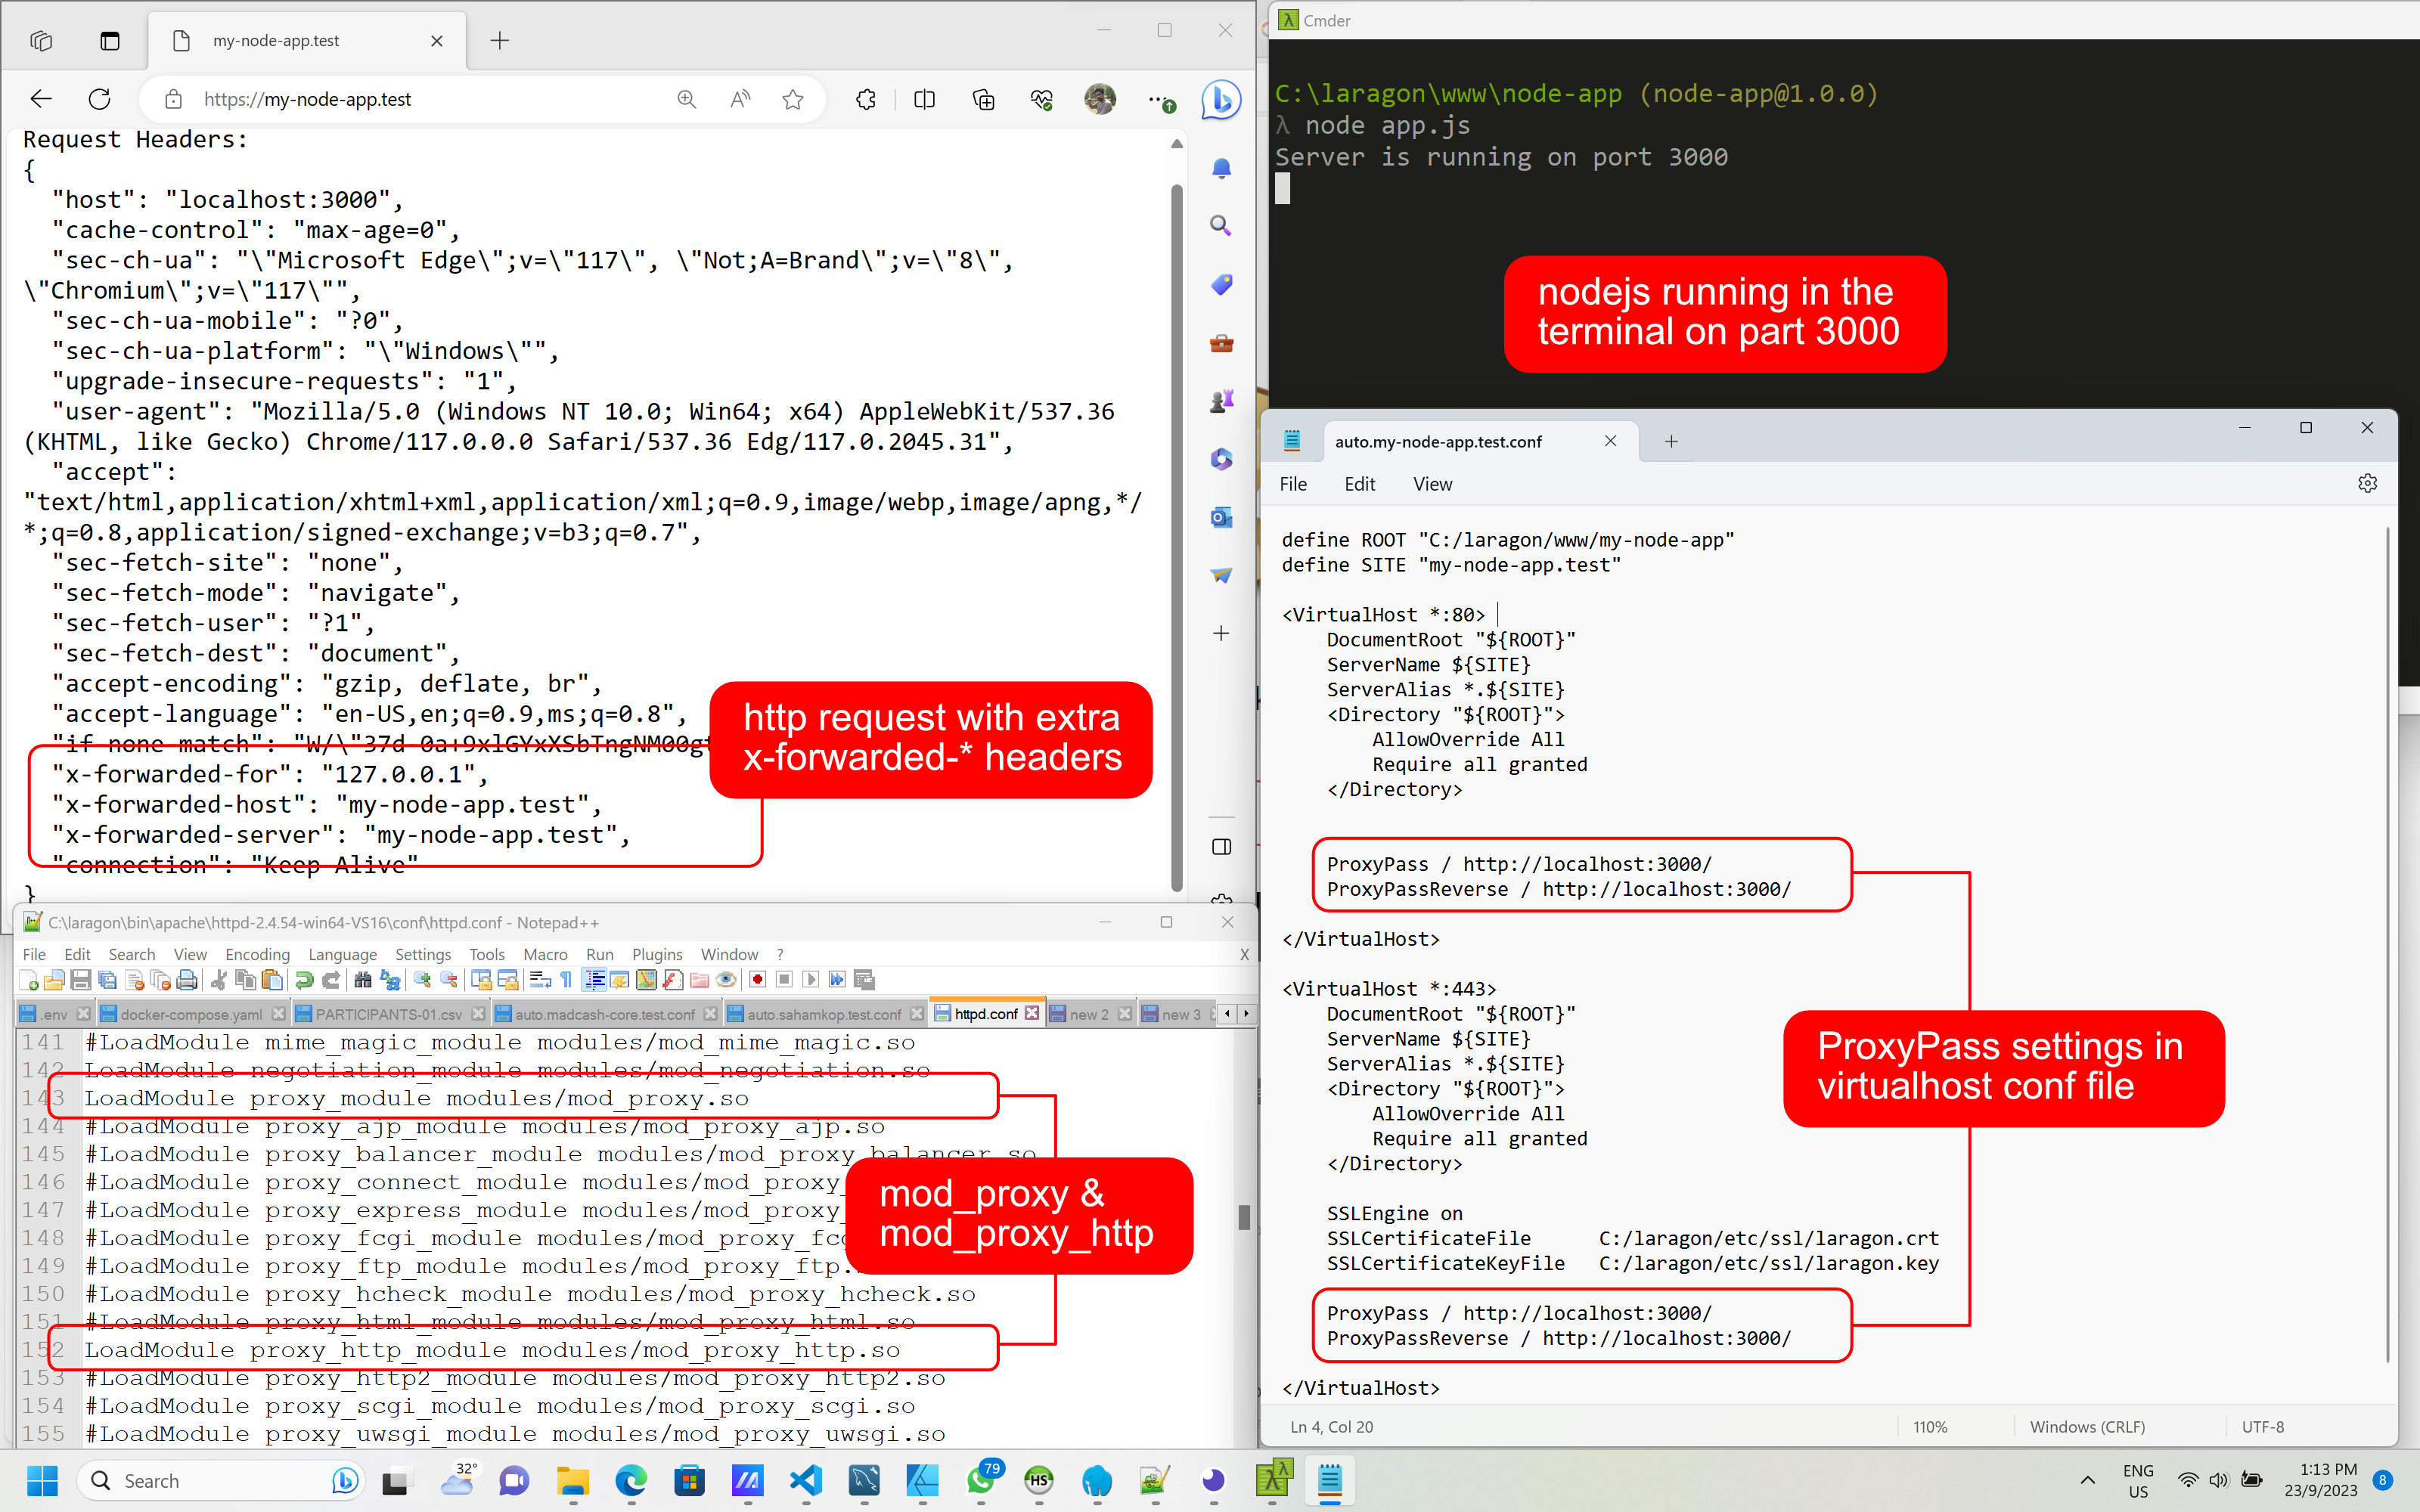 my-node-app.test
https://my-node-app.test
Request Headers:
{
"host": "localhost:3000",
"cache-control": "max-age=0",
"sec-ch-ua": "\"Microsoft Edge\";v=\"117\", \"Not;A=Brand\";v=\"8\",
\"Chromium\";v=\"117\"",
"sec-ch-ua-mobile": "?0",
"sec-ch-ua-platform": "\"Windows\"",
"upgrade-insecure-requests": "1",
"user-agent": "Mozilla/5.0 (Windows NT 10.0; Win64; x64) AppleWebKit/537.36
(KHTML, like Gecko) Chrome/117.0.0.0 Safari/537.36 Edg/117.0.2045.31",
"accept":
"text/html,application/xhtml+xml,application/xml;q=0.9,image/webp,image/apng,*/
*;q=0.8,application/signed-exchange;v=b3;q=0.7",
"sec-fetch-site": "none",
"sec-fetch-mode": "navigate",
"sec-fetch-user": "?1",
"sec-fetch-dest": "document",
"accept-encoding": "gzip, deflate, br",
"accept-language": "en-US,en;q=0.9,ms;q=0.8",
"if-none-match":
"x-forwarded-for": "127.0.0.1",
"x-forwarded-host": "my-node-app.test",
"x-forwarded-server": "my-node-app.test",
"connection": "Keep-Alive"
}
http request with extra
x-forwarded-* headers
Cmder
C:\laragon\www\node-app (node-app@1.0.0)
λ node app.js
Server is running on port 3000
nodejs running in the
terminal on part 3000
auto.my-node-app.test.conf
File Edit View
define ROOT "C:/laragon/www/my-node-app"
define SITE "my-node-app.test"
<VirtualHost *:80>
DocumentRoot "${ROOT}"
ServerName ${SITE}
ServerAlias *.${SITE}
<Directory "${ROOT}">
AllowOverride All
Require all granted
</Directory>
ProxyPass / http://localhost:3000/
ProxyPassReverse / http://localhost:3000/
</VirtualHost>
<VirtualHost *:443>
DocumentRoot "${ROOT}"
ServerName ${SITE}
ServerAlias *.${SITE}
<Directory "${ROOT}">
AllowOverride All
Require all granted
</Directory>
SSLEngine on
SSLCertificateFile C:/laragon/etc/ssl/laragon.crt
SSLCertificateKeyFile C:/laragon/etc/ssl/laragon.key
ProxyPass / http://localhost:3000/
ProxyPassReverse / http://localhost:3000/
</VirtualHost>
ProxyPass settings in
virtualhost conf file
Ln 4, Col 20 110% Windows (CRLF) UTF-8
C:\laragon\bin\apache\httpd-2.4.54-win64-VS16\conf\httpd.conf - Notepad++
File Edit Search View Encoding Language Settings Tools Macro Run Plugins Window ? X
.env docker-compose.yaml PARTICIPANTS-01.csv auto.madcash-core.test.conf auto.sahamkop.test.conf httpd.conf new 2 new 3
141 #LoadModule mime_magic_module modules/mod_mime_magic.so
142 LoadModule negotiation_module modules/mod_negotiation.so
143 LoadModule proxy_module modules/mod_proxy.so
144 #LoadModule proxy_ajp_module modules/mod_proxy_ajp.so
145 #LoadModule proxy_balancer_module modules/mod_proxy_balancer.so
146 #LoadModule proxy_connect_module modules/mod_proxy_
147 #LoadModule proxy_express_module modules/mod_proxy_
148 #LoadModule proxy_fcgi_module modules/mod_proxy_fcg
149 #LoadModule proxy_ftp_module modules/mod_proxy_ftp.
150 #LoadModule proxy_hcheck_module modules/mod_proxy_hcheck.so
151 #LoadModule proxy_html_module modules/mod_proxy_html.so
152 LoadModule proxy_http_module modules/mod_proxy_http.so
153 #LoadModule proxy_http2_module modules/mod_proxy_http2.so
154 #LoadModule proxy_scgi_module modules/mod_proxy_scgi.so
155 #LoadModule proxy_uwsgi_module modules/mod_proxy_uwsgi.so
mod_proxy &
mod_proxy_http
Search
32°
79
HS
ENG
US
1:13 PM
23/9/2023
8